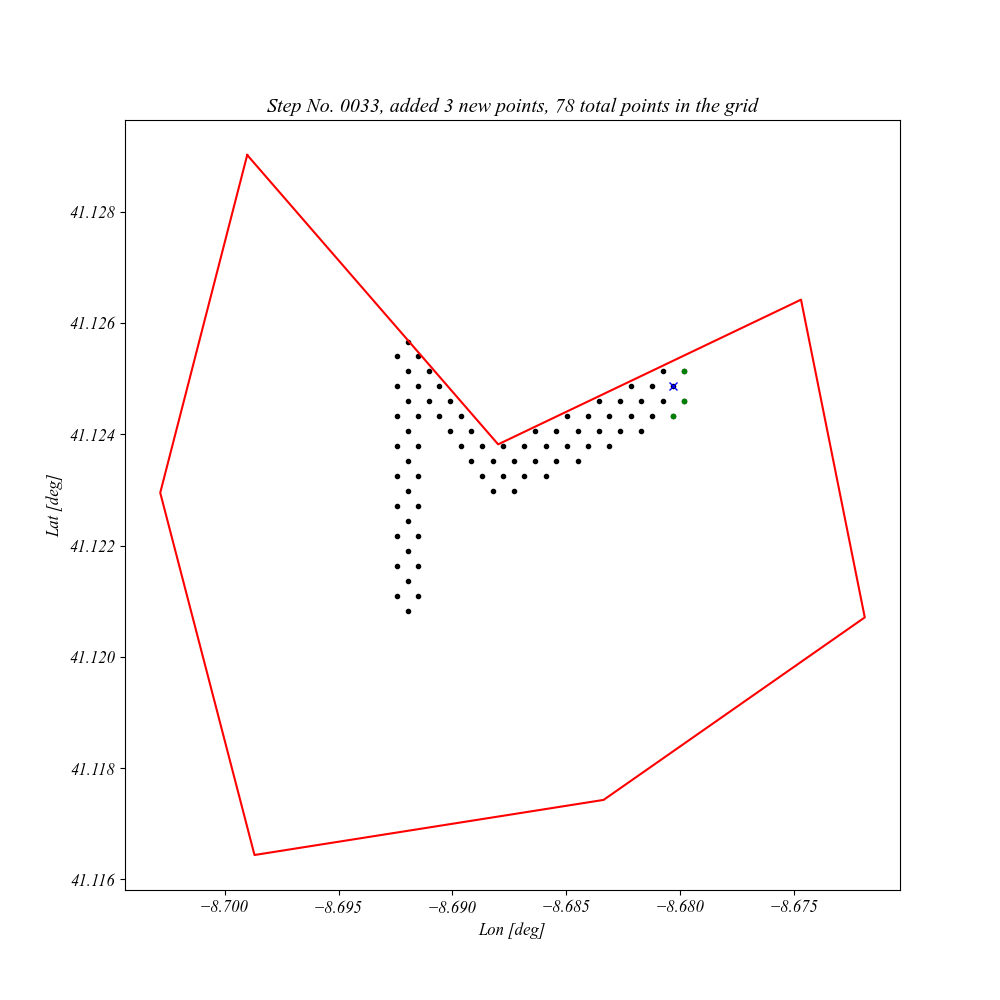 Step No. 0033, added 3 new points, 78 total points in the grid
41.128
41.126
41.124
41.122
41.120
41.118
41.116
Lat [deg]
−8.700 −8.695 −8.690 −8.685 −8.680 −8.675
Lon [deg]